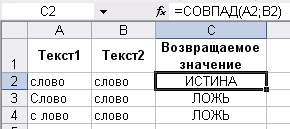 C2 fx =СОВПАД(A2;B2)
A B C
1 Текст1 Текст2 Возвращаемое
значение
2 слово слово ИСТИНА
3 Слово слово ЛОЖЬ
4 с лово слово ЛОЖЬ